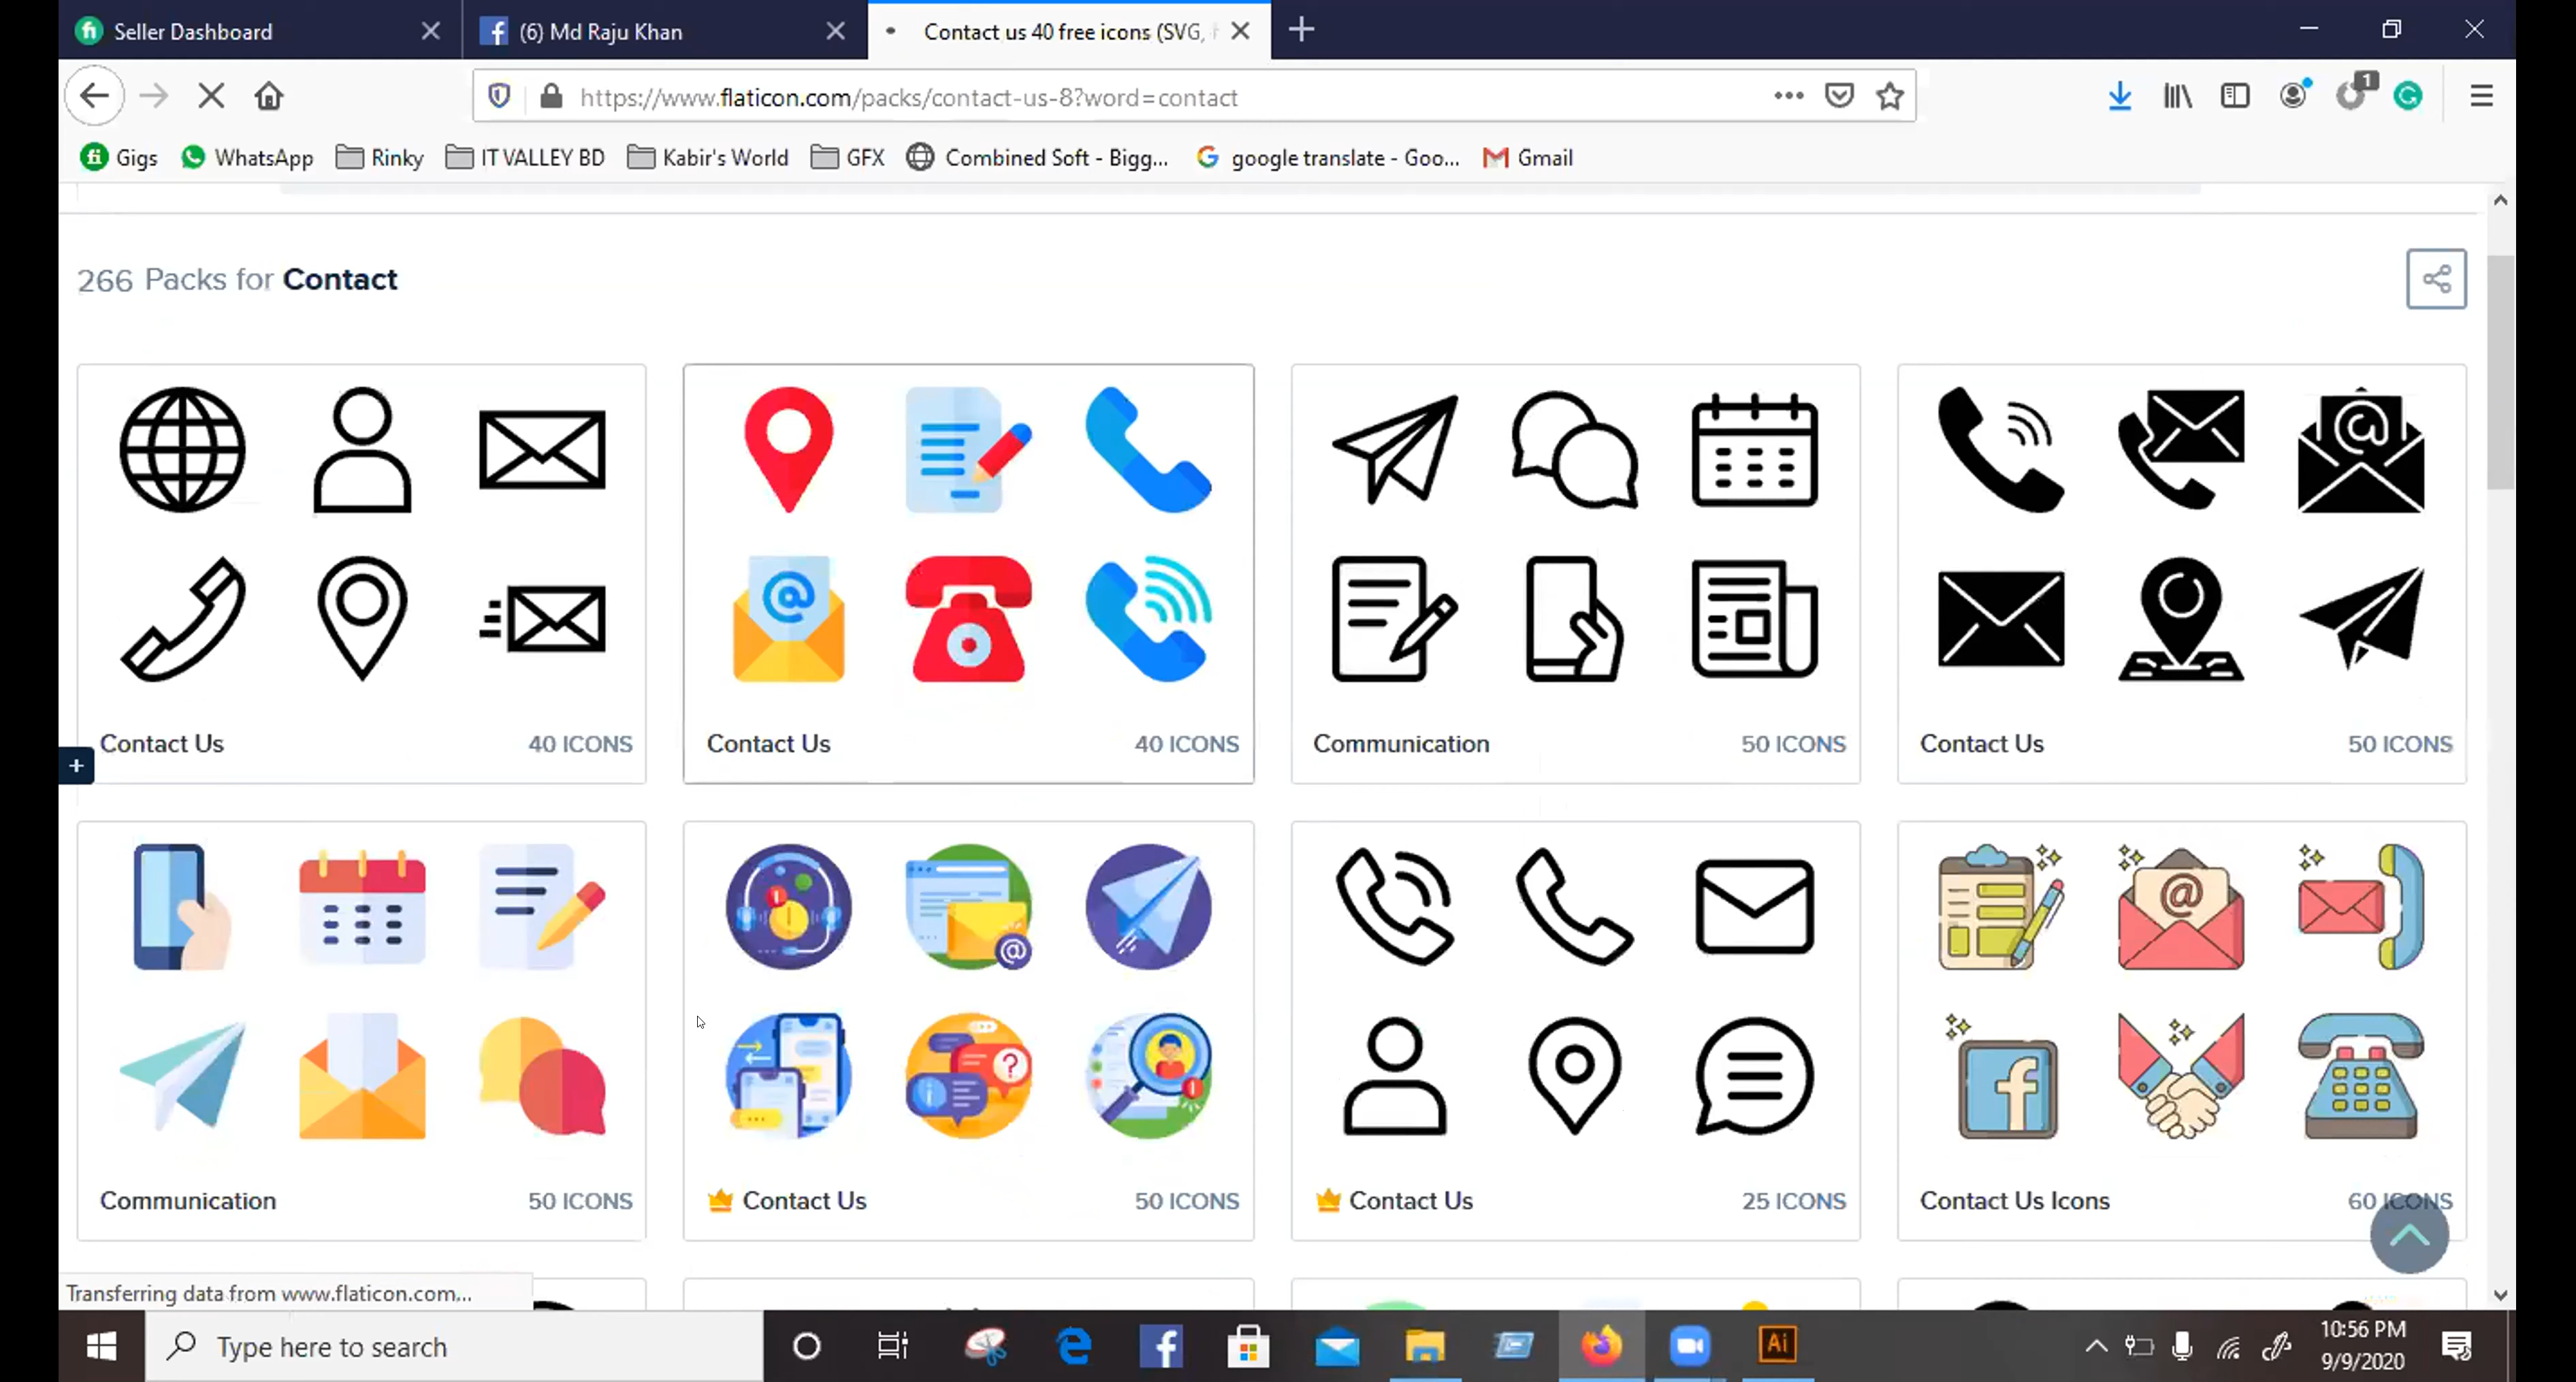 Seller Dashboard
(6) Md Raju Khan
Contact us 40 free icons (SVG,
https://www.flaticon.com/packs/contact-us-8?word=contact
1
Gigs
WhatsApp
Rinky
IT VALLEY BD
Kabir's World
GFX
Combined Soft - Bigg...
google translate - Goo...
Gmail
266 Packs for Contact
Contact Us
40 ICONS
Contact Us
40 ICONS
Communication
50 ICONS
Contact Us
50 ICONS
Communication
50 ICONS
Contact Us
50 ICONS
Contact Us
25 ICONS
Contact Us Icons
60 ICONS
Transferring data from www.flaticon.com...
Type here to search
Ai
10:56 PM
9/9/2020